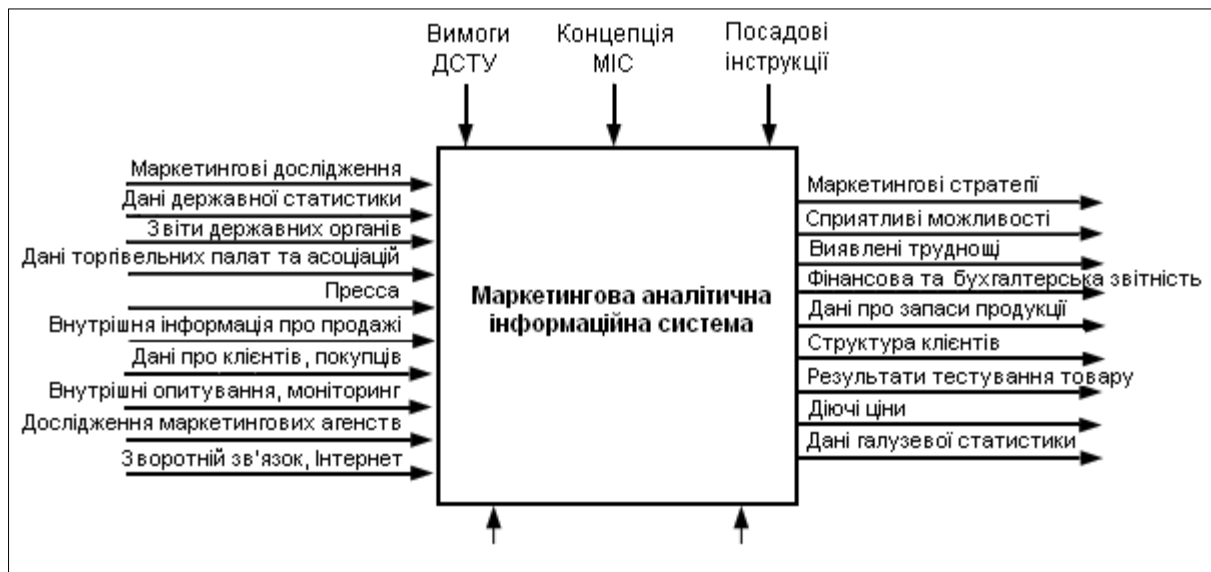 Вимоги
ДСТУ
Концепція
МІС
Посадові
інструкції
Маркетингові дослідження
Дані державної статистики
Звіти державних органів
Дані торгівельних палат та асоціацій
Пресса
Внутрішня інформація про продажі
Дані про клієнтів, покупців
Внутрішні опитування, моніторинг
Дослідження маркетингових агенств
Зворотній зв'язок, Інтернет
Маркетингова аналітична
інформаційна система
Маркетингові стратегії
Сприятливі можливості
Виявлені труднощі
Фінансова та бухгалтерська звітність
Дані про запаси продукції
Структура клієнтів
Результати тестування товару
Діючі ціни
Дані галузевої статистики